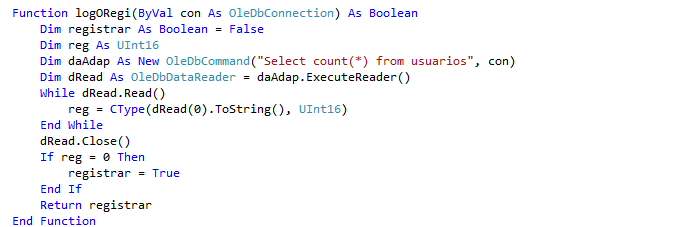 Function logORegi(ByVal con As OleDbConnection) As Boolean
    Dim registrar As Boolean = False
    Dim reg As UInt16
    Dim daAdap As New OleDbCommand("Select count(*) from usuarios", con)
    Dim dRead As OleDbDataReader = daAdap.ExecuteReader()
    While dRead.Read()
        reg = CType(dRead(0).ToString(), UInt16)
    End While
    dRead.Close()
    If reg = 0 Then
        registrar = True
    End If
    Return registrar
End Function